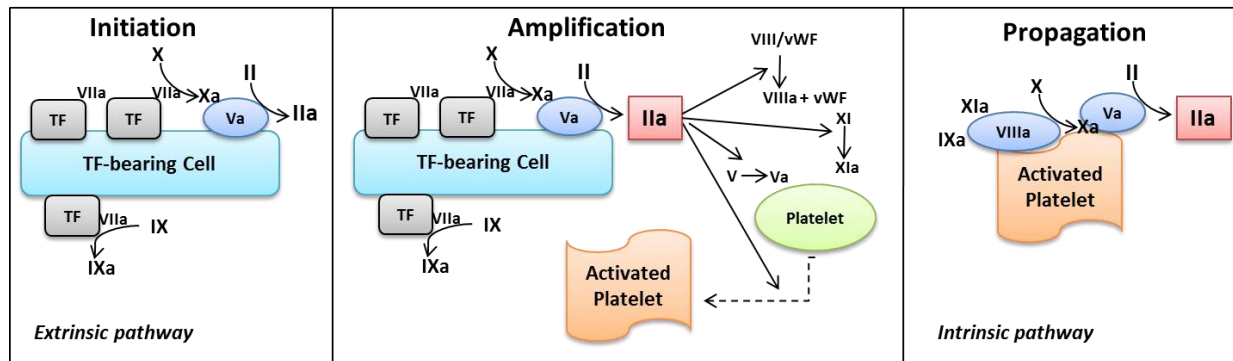 Initiation
X
II
VIIa
VIIa
Xa
TF
TF
Va
IIa
TF-bearing Cell
TF
VIIa
IX
IXa
Extrinsic pathway
Amplification
X
II
VIIa
VIIa
Xa
TF
TF
Va
IIa
TF-bearing Cell
TF
VIIa
IX
IXa
VIII/vWF
VIIIa + vWF
XI
XIa
V
Va
Platelet
Activated
Platelet
Propagation
X
II
XIa
IXa
VIIIa
Xa
Va
IIa
Activated
Platelet
Intrinsic pathway